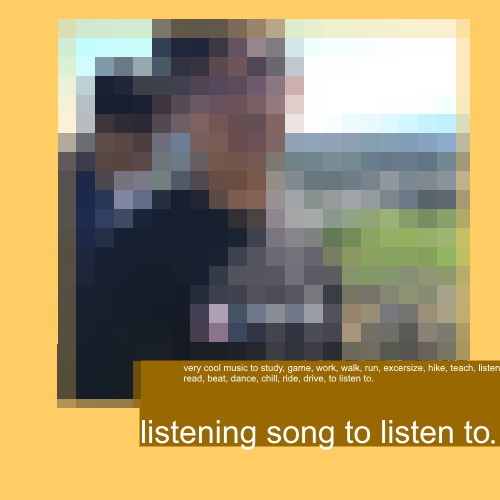 very cool music to study, game, work, walk, run, excersize, hike, teach, listen
read, beat, dance, chill, ride, drive, to listen to.
listening song to listen to.